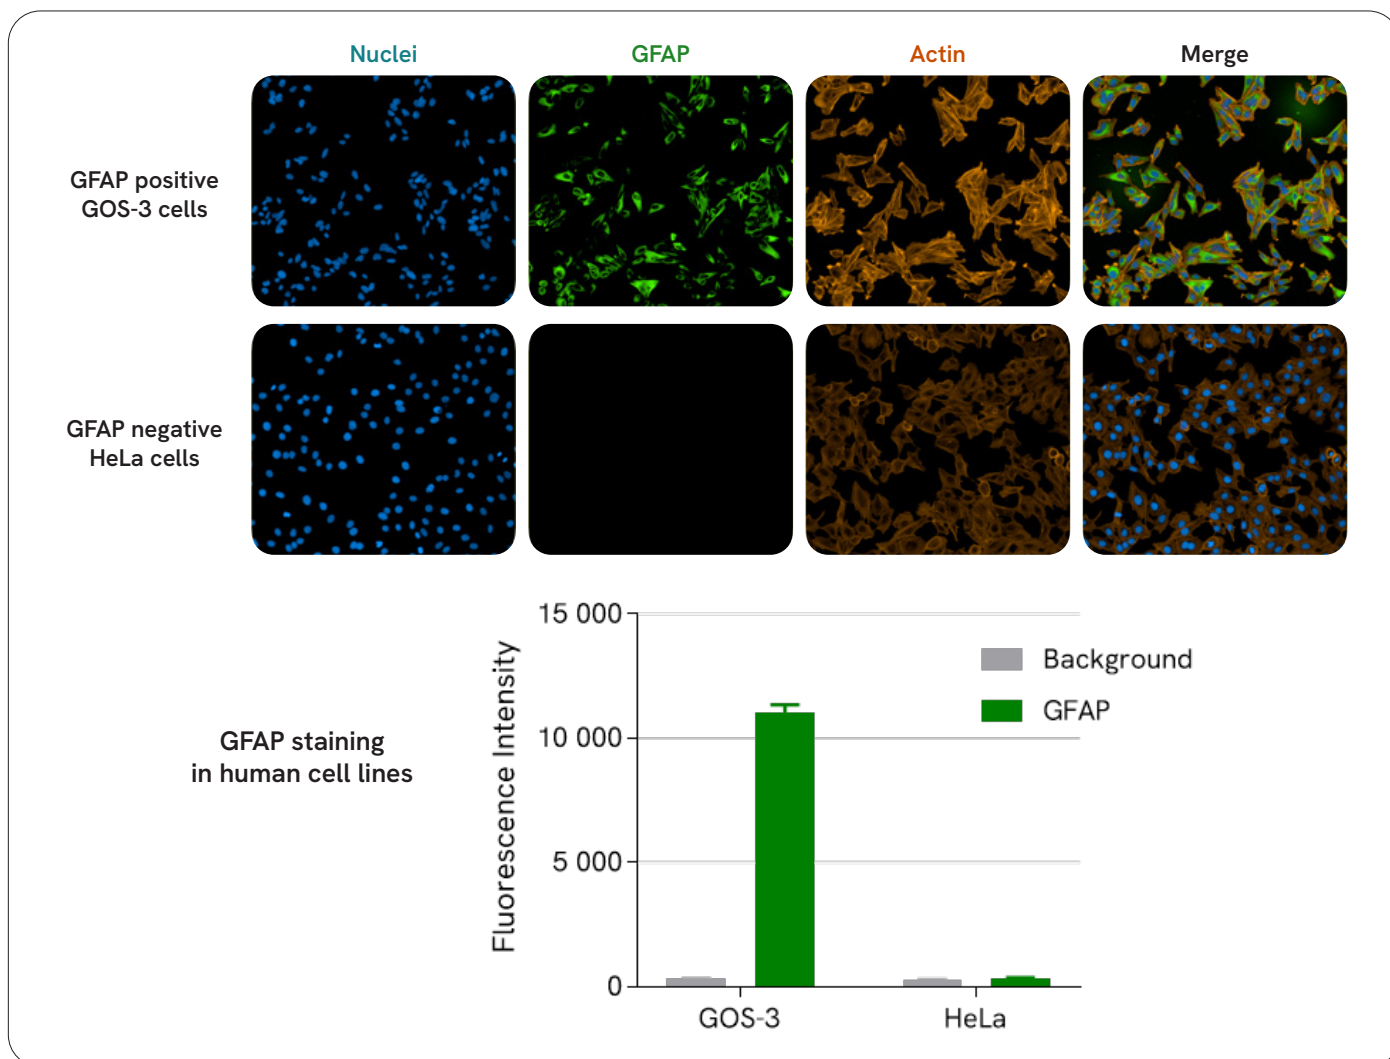 Nuclei
GFAP
Actin
Merge
GFAP positive
GOS-3 cells
GFAP negative
HeLa cells
GFAP staining
in human cell lines
Fluorescence Intensity
15 000
10 000
5 000
0
Background
GFAP
GOS-3
HeLa